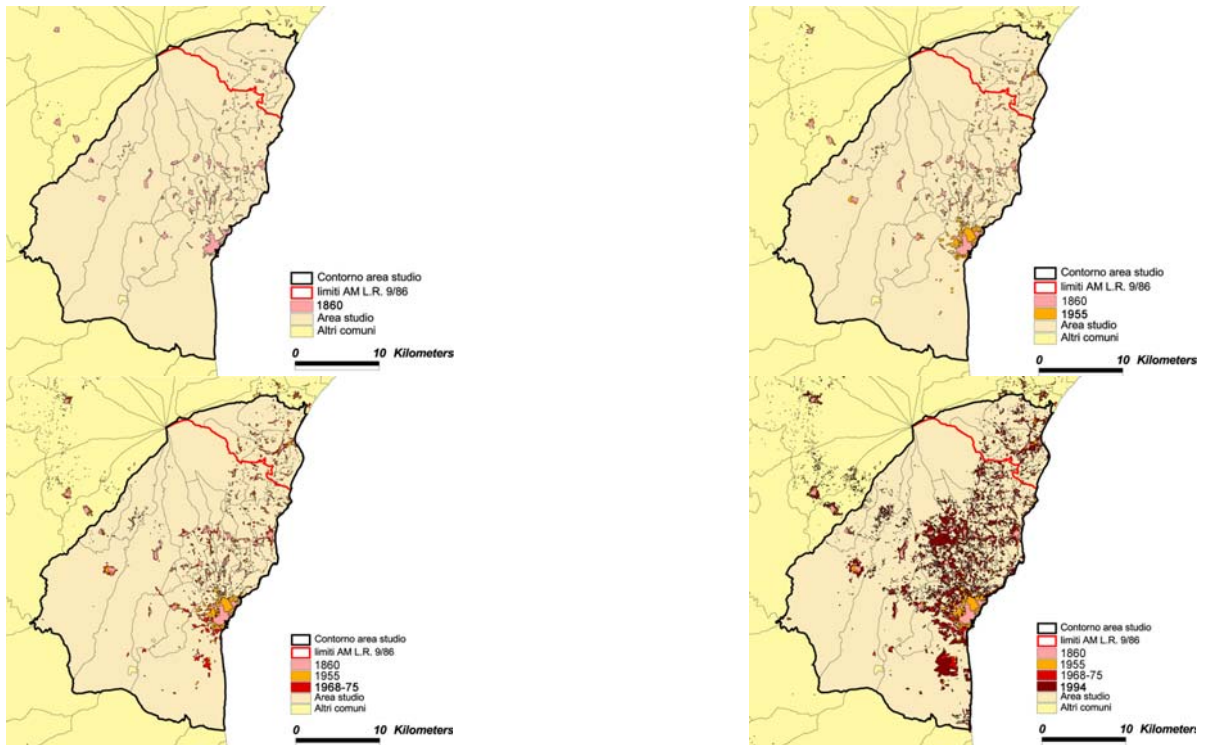 Contorno area studio
limiti AM L.R. 9/86
1860
Area studio
Altri comuni
0 10 Kilometers
Contorno area studio
limiti AM L.R. 9/86
1860
1955
Area studio
Altri comuni
0 10 Kilometers
Contorno area studio
limiti AM L.R. 9/86
1860
1955
1968-75
Area studio
Altri comuni
0 10 Kilometers
Contorno area studio
limiti AM L.R. 9/86
1860
1955
1968-75
1994
Area studio
Altri comuni
0 10 Kilometers